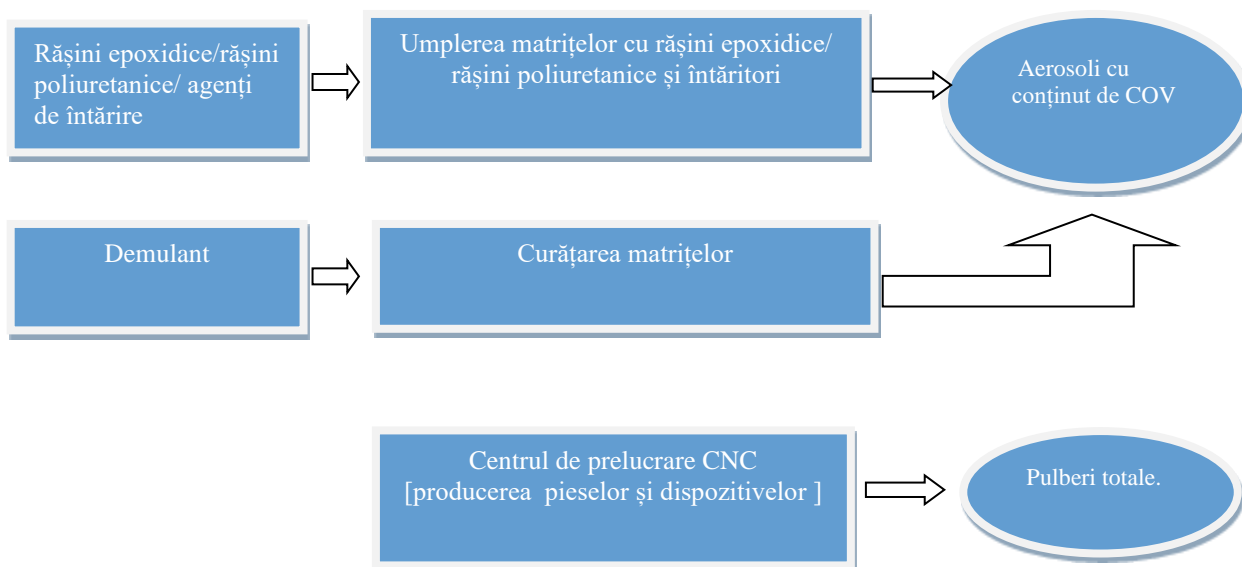 Rășini epoxidice/rășini
poliuretanice/ agenți
de întărire
Umplerea matrițelor cu rășini epoxidice/
rășini poliuretanice și întăritori
Aerosoli cu
conținut de COV
Demulant
Curățarea matrițelor
Centrul de prelucrare CNC
[producerea pieselor și dispozitivelor ]
Pulberi totale.